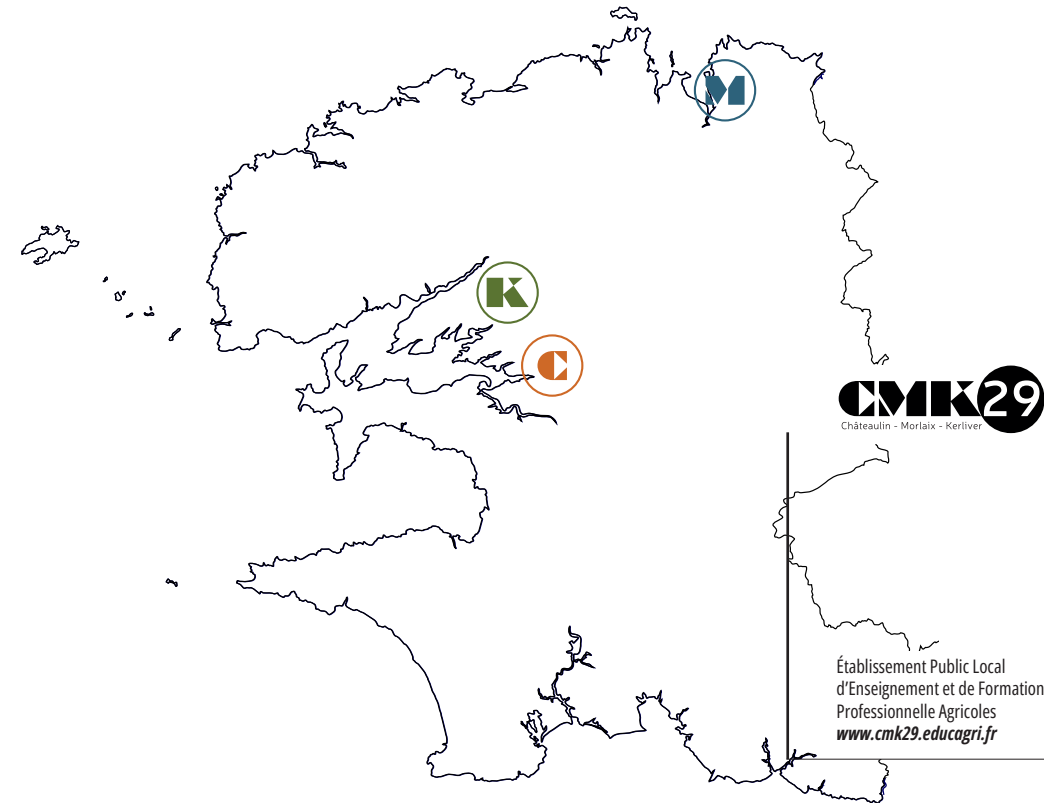 M
K
C
CMK29
Châteaulin - Morlaix - Kerliver
Établissement Public Local
d'Enseignement et de Formation
Professionnelle Agricoles
www.cmk29.educagri.fr